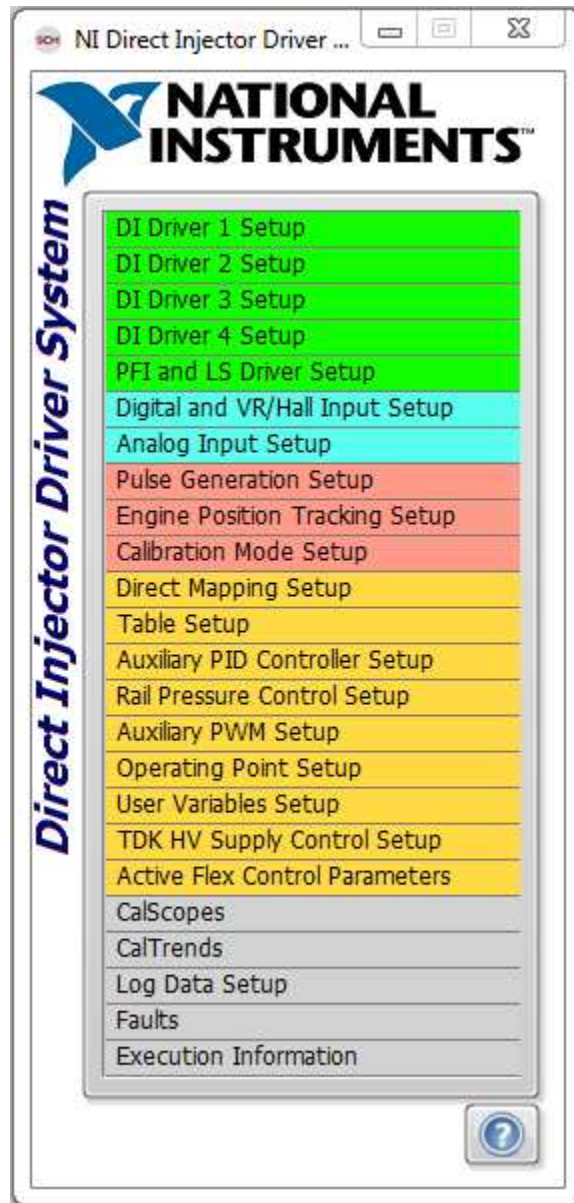 NI Direct Injector Driver ...
NATIONAL
INSTRUMENTS™
Direct Injector Driver System
DI Driver 1 Setup
DI Driver 2 Setup
DI Driver 3 Setup
DI Driver 4 Setup
PFI and LS Driver Setup
Digital and VR/Hall Input Setup
Analog Input Setup
Pulse Generation Setup
Engine Position Tracking Setup
Calibration Mode Setup
Direct Mapping Setup
Table Setup
Auxiliary PID Controller Setup
Rail Pressure Control Setup
Auxiliary PWM Setup
Operating Point Setup
User Variables Setup
TDK HV Supply Control Setup
Active Flex Control Parameters
CalScopes
CalTrends
Log Data Setup
Faults
Execution Information
?